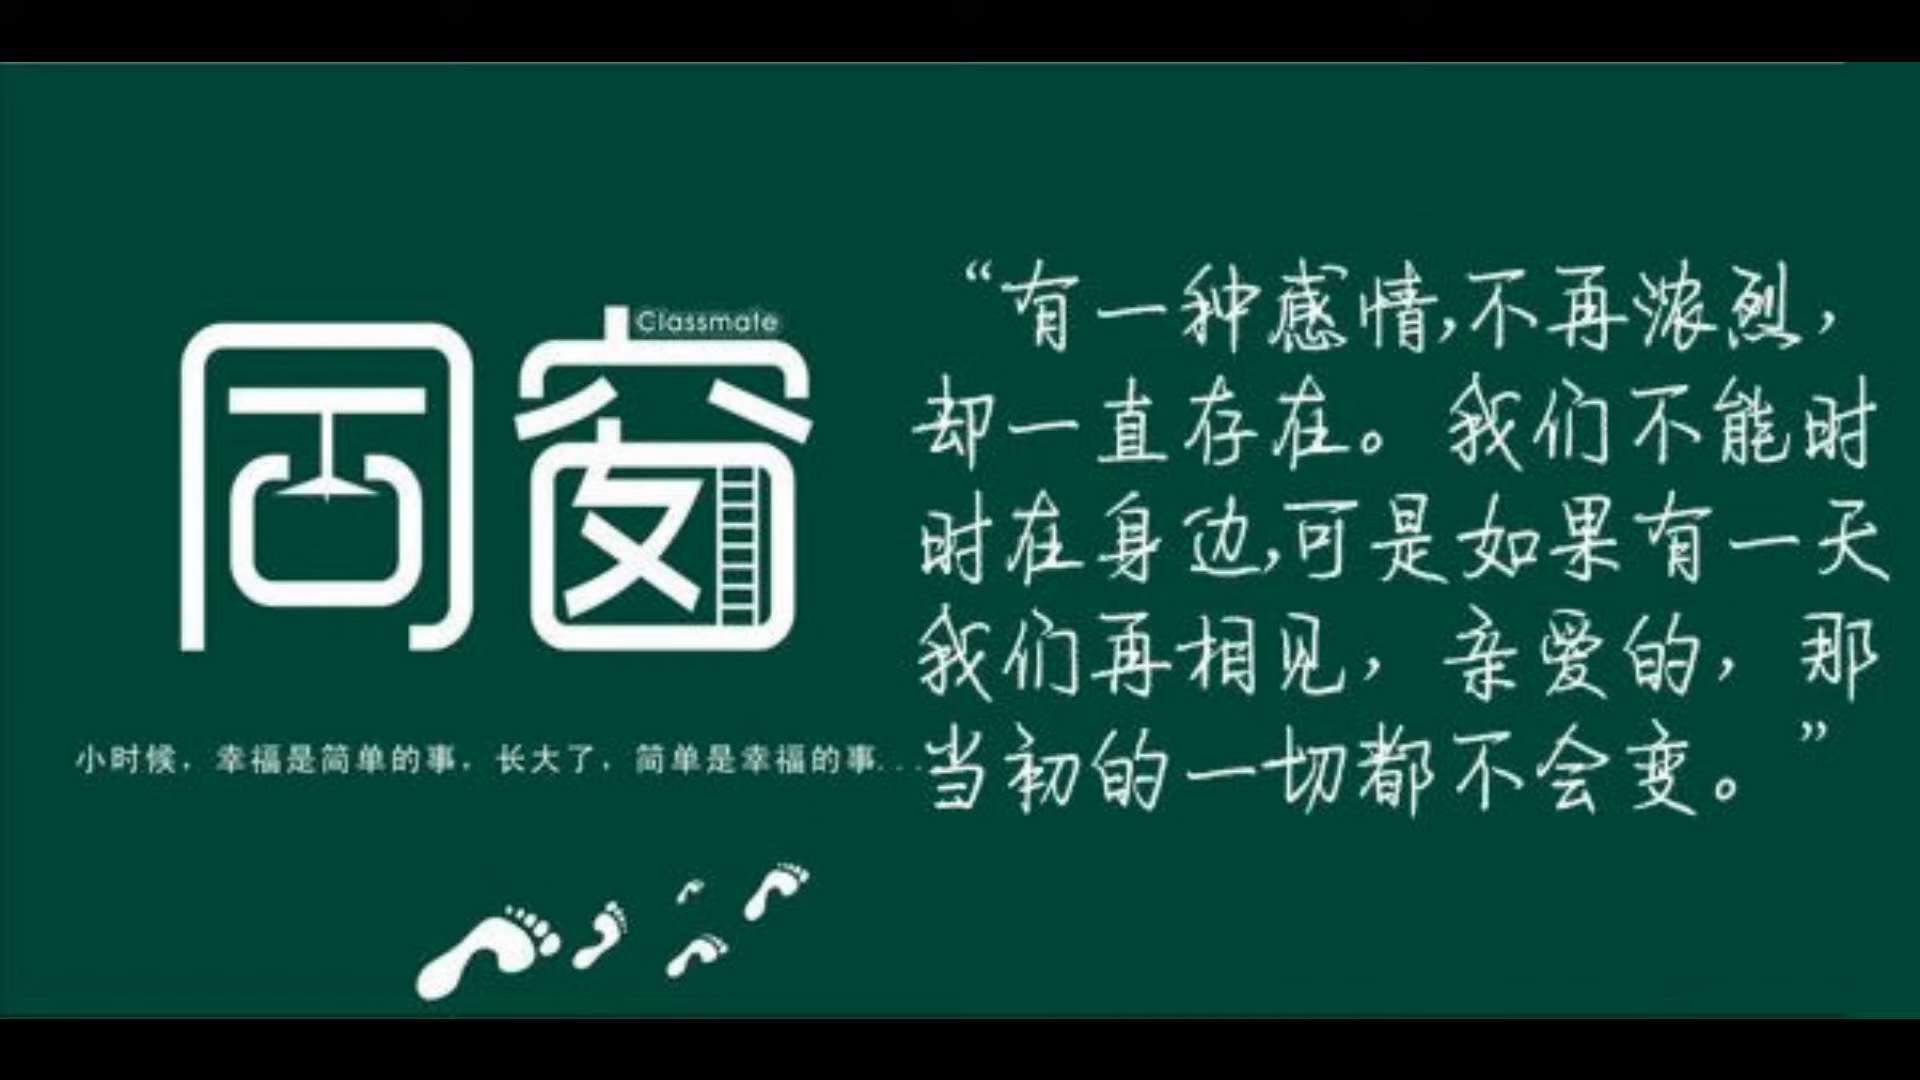 同窗
Classmate
小时候，幸福是简单的事，长大了，简单是幸福的事...
“有一种感情,不再浓烈，
却一直存在。我们不能时
时在身边,可是如果有一天
我们再相见，亲爱的，那
当初的一切都不会变。”